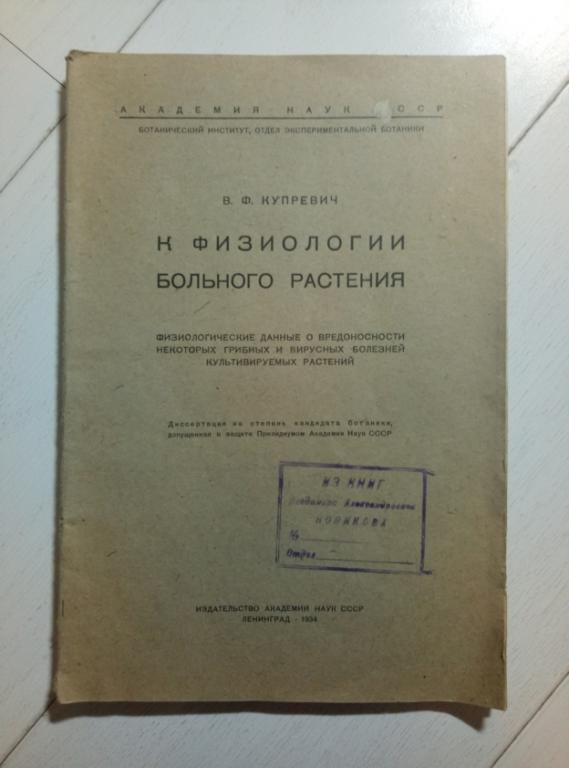 АКАДЕМИЯ НАУК СССР
БОТАНИЧЕСКИЙ ИНСТИТУТ, ОТДЕЛ ЭКСПЕРИМЕНТАЛЬНОЙ БОТАНИКИ
В. Ф. КУПРЕВИЧ
К ФИЗИОЛОГИИ
БОЛЬНОГО РАСТЕНИЯ
ФИЗИОЛОГИЧЕСКИЕ ДАННЫЕ О ВРЕДОНОСНОСТИ
НЕКОТОРЫХ ГРИБНЫХ И ВИРУСНЫХ БОЛЕЗНЕЙ
КУЛЬТИВИРУЕМЫХ РАСТЕНИЙ
Диссертация на степень кандидата ботаники,
допущенная к защите Президиумом Академии Наук СССР
ИЗ КНИГ
Владимира Александровича
НОВИКОВА
№
Отдел
ИЗДАТЕЛЬСТВО АКАДЕМИИ НАУК СССР
ЛЕНИНГРАД - 1934